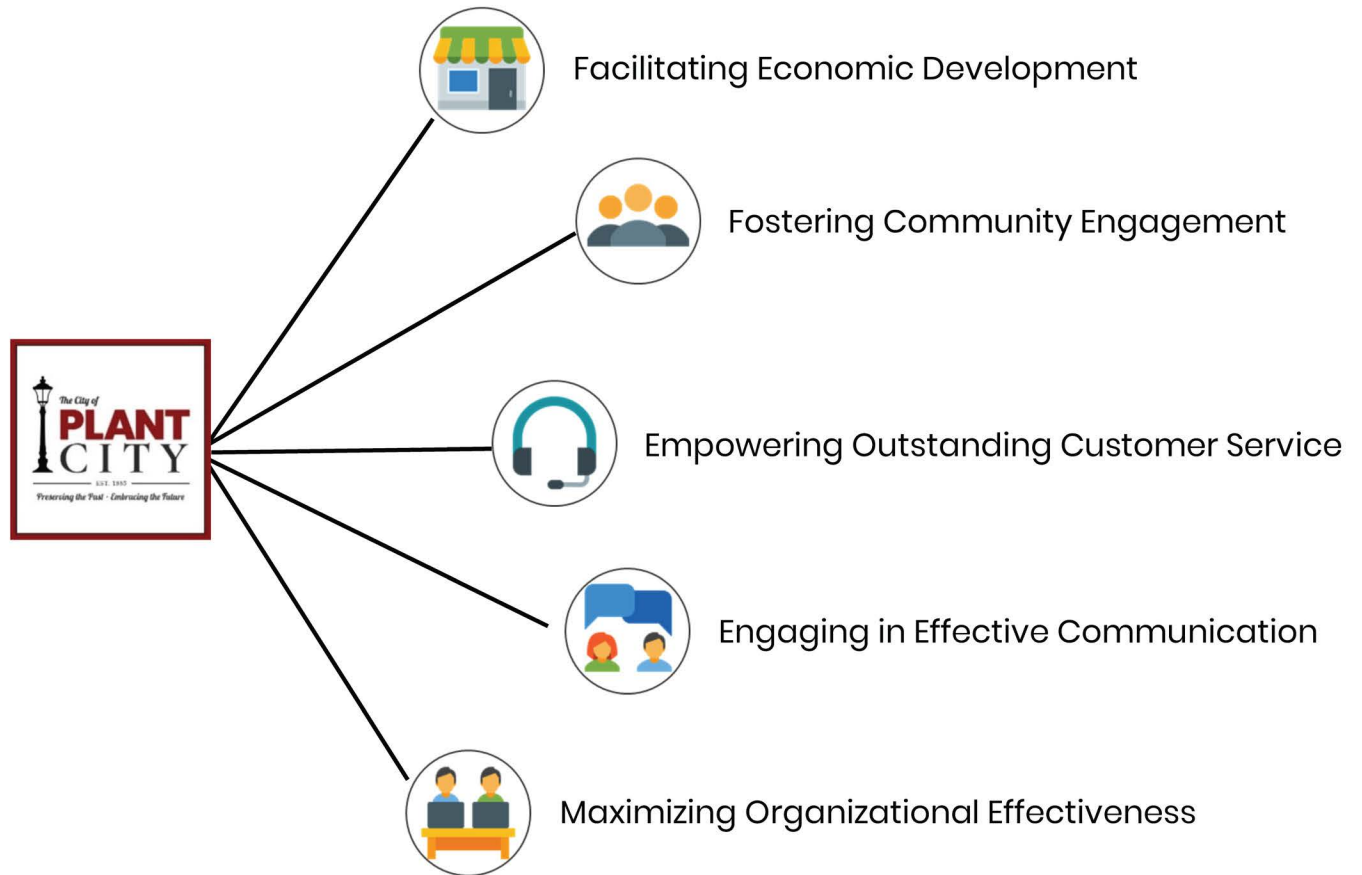 Facilitating Economic Development
Fostering Community Engagement
The City of
PLANT
CITY
EST. 1885
Preserving the Past · Embracing the Future
Empowering Outstanding Customer Service
Engaging in Effective Communication
Maximizing Organizational Effectiveness